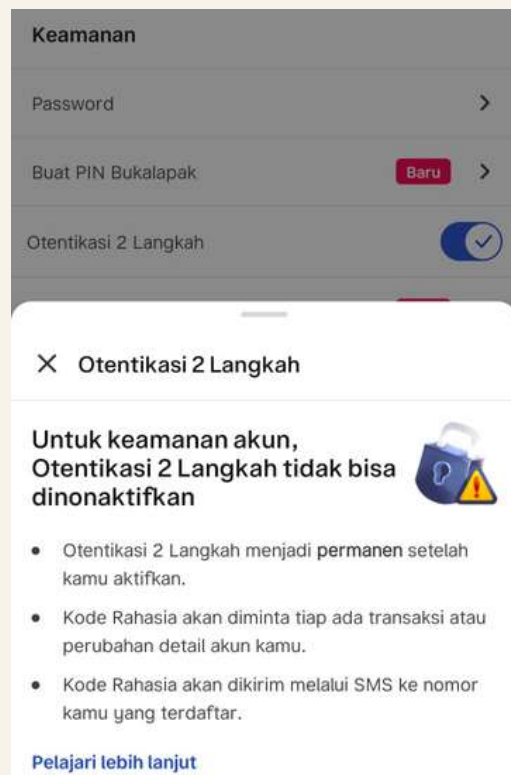 Keamanan
Password
Buat PIN Bukalapak
Baru
Otentikasi 2 Langkah
Otentikasi 2 Langkah
Untuk keamanan akun,
Otentikasi 2 Langkah tidak bisa
dinonaktifkan
Otentikasi 2 Langkah menjadi permanen setelah
kamu aktifkan.
Kode Rahasia akan diminta tiap ada transaksi atau
perubahan detail akun kamu.
Kode Rahasia akan dikirim melalui SMS ke nomor
kamu yang terdaftar.
Pelajari lebih lanjut